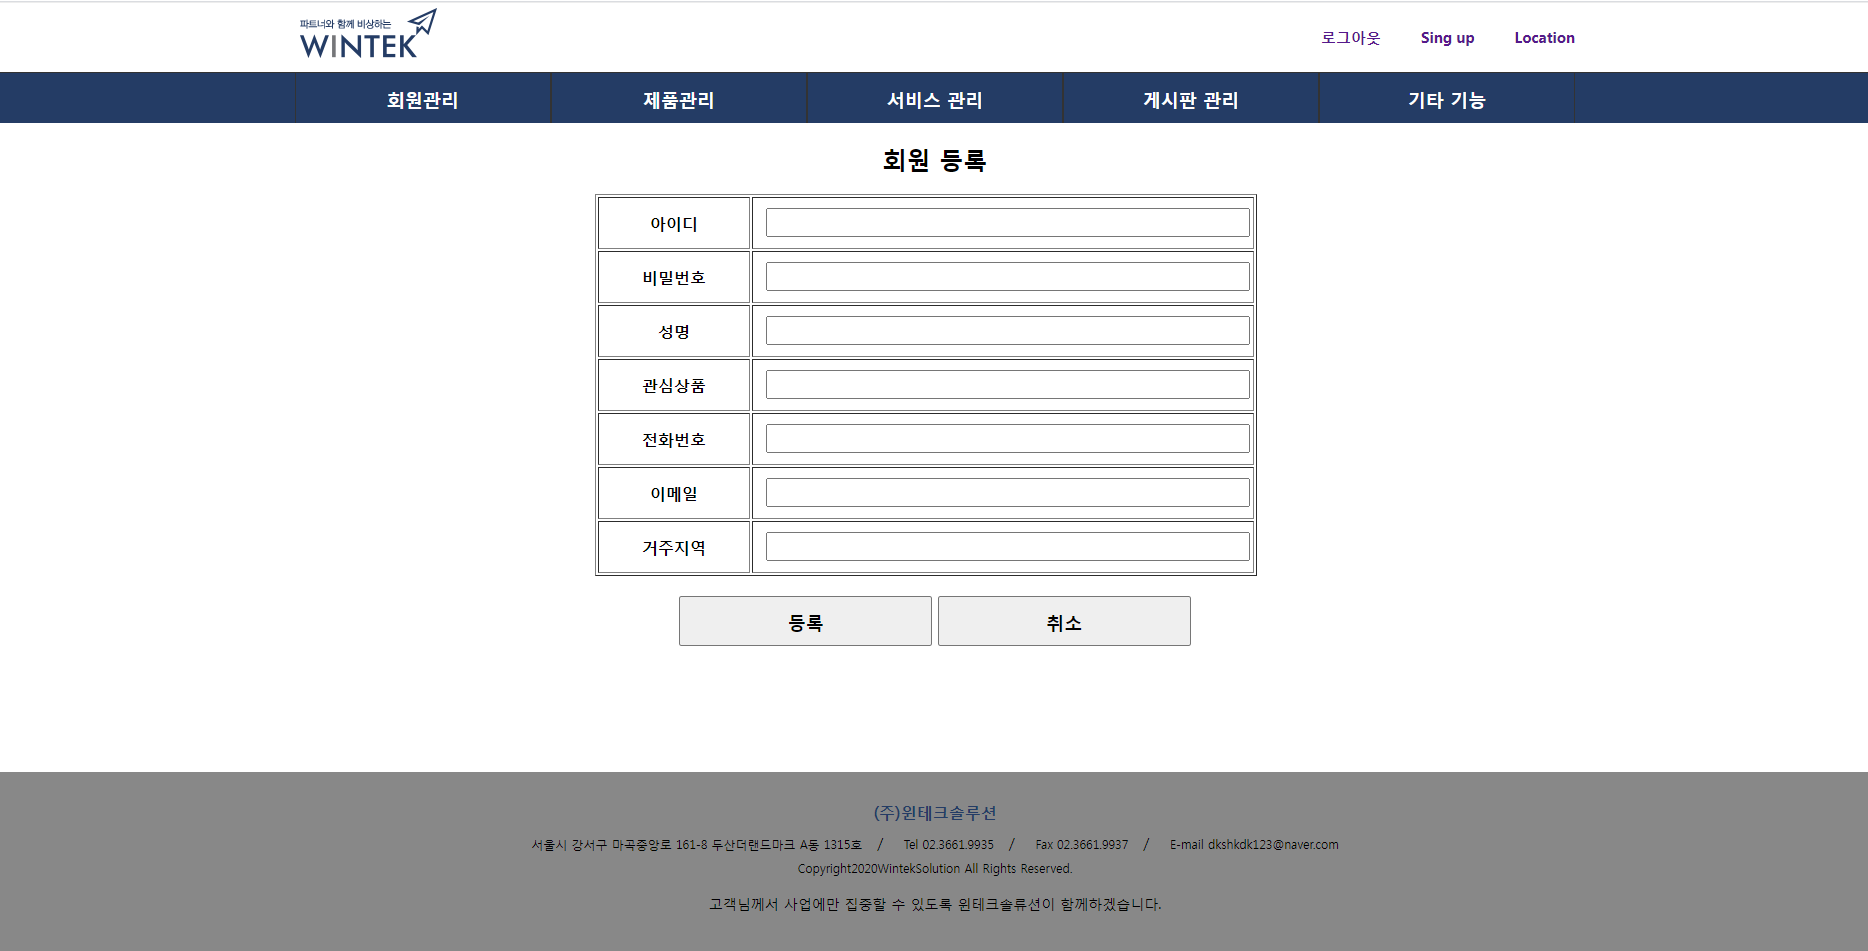 파트너와 함께 비상하는
WINTEK
로그아웃 Sing up Location
회원관리 제품관리 서비스 관리 게시판 관리 기타 기능
회원 등록
아이디
비밀번호
성명
관심상품
전화번호
이메일
거주지역
등록 취소
(주)윈테크솔루션
서울시 강서구 마곡중앙로 161-8 두산더랜드마크 A동 1315호 / Tel 02.3661.9935 / Fax 02.3661.9937 / E-mail dkshkdk123@naver.com
Copyright2020WintekSolution All Rights Reserved.
고객님께서 사업에만 집중할 수 있도록 윈테크솔류션이 함께하겠습니다.